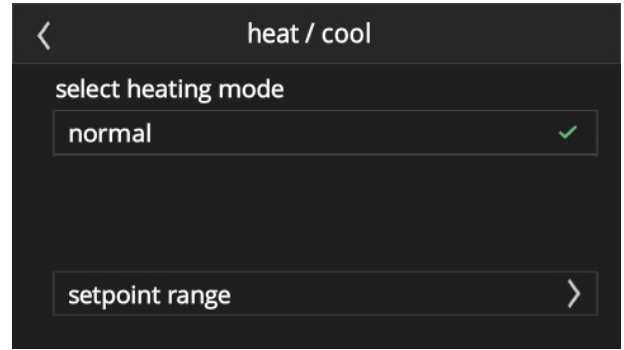 heat / cool
select heating mode
normal
setpoint range